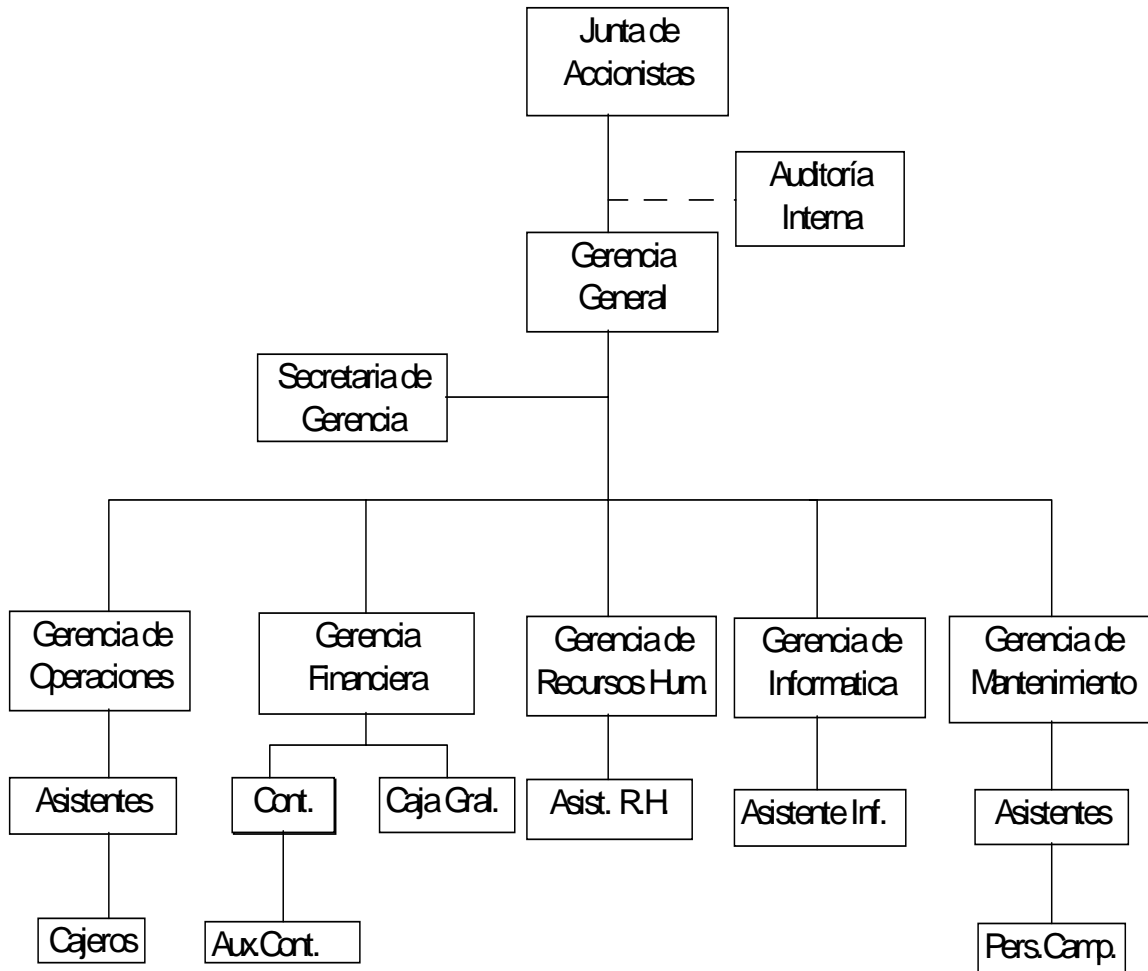 Junta de
Accionistas
Auditoría
Interna
Gerencia
General
Secretaria de
Gerencia
Gerencia de
Operaciones
Gerencia
Financiera
Gerencia de
Recursos Hum.
Gerencia de
Informatica
Gerencia de
Mantenimiento
Asistentes
Cont.
Caja Gral.
Asist. R.H.
Asistente Inf.
Asistentes
Cajeros
Aux.Cont.
Pers.Camp.